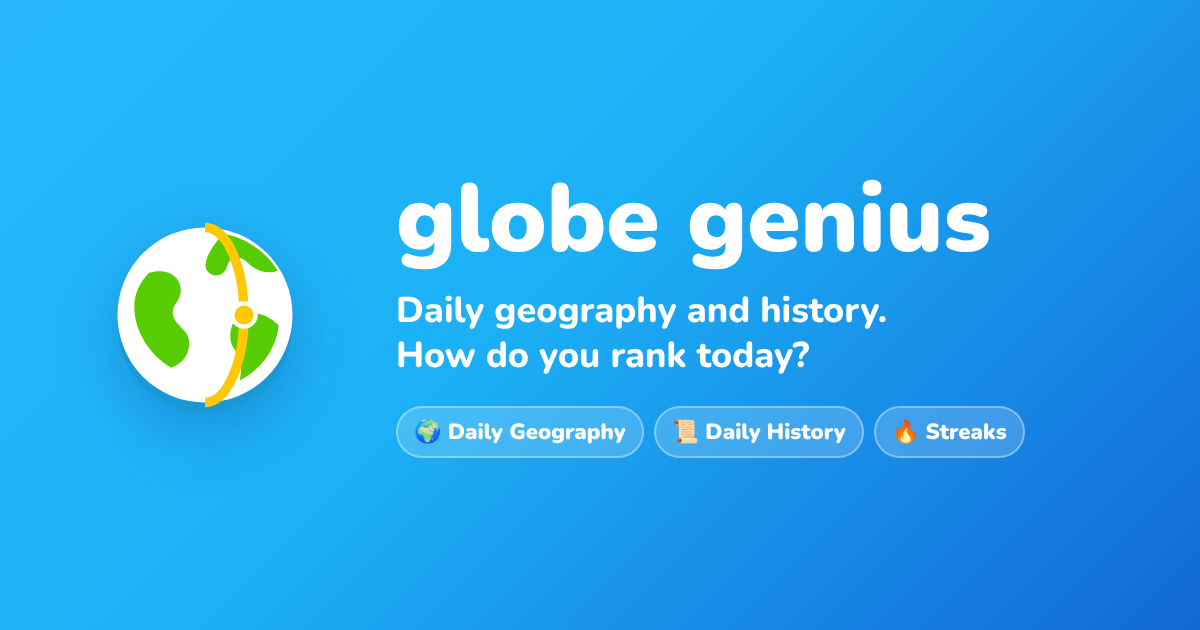 globe genius
Daily geography and history.
How do you rank today?
🌍 Daily Geography 📜 Daily History 🔥 Streaks